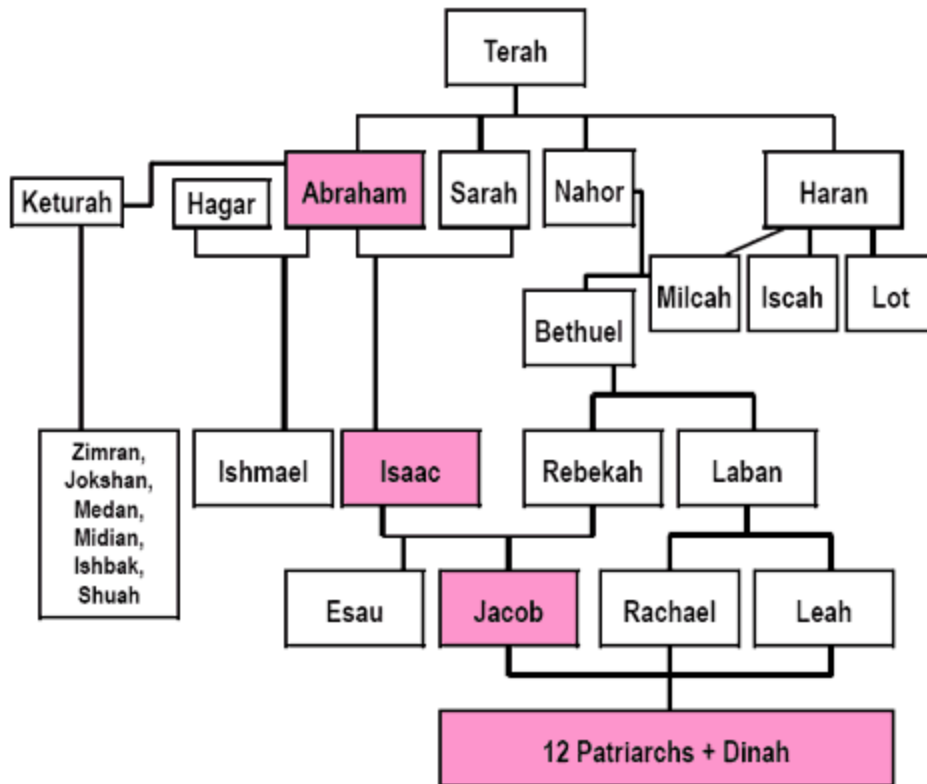 Terah
Keturah
Hagar
Abraham
Sarah
Nahor
Haran
Milcah
Iscah
Lot
Bethuel
Zimran,
Jokshan,
Medan,
Midian,
Ishbak,
Shuah
Ishmael
Isaac
Rebekah
Laban
Esau
Jacob
Rachael
Leah
12 Patriarchs + Dinah